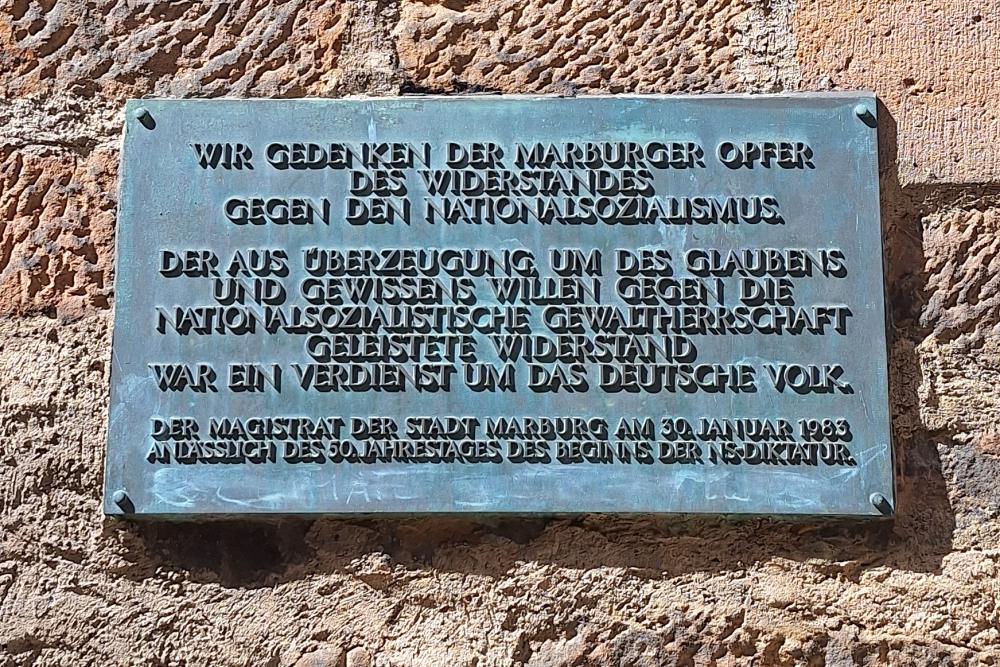 WIR GEDENKEN DER MARBURGER OPFER
DES WIDERSTANDES
GEGEN DEN NATIONALSOZIALISMUS.
DER AUS ÜBERZEUGUNG, UM DES GLAUBENS
UND GEWISSENS WILLEN GEGEN DIE
NATIONALSOZIALISTISCHE GEWALTHERRSCHAFT
GELEISTETE WIDERSTAND
WAR EIN VERDIENST UM DAS DEUTSCHE VOLK.
DER MAGISTRAT DER STADT MARBURG AM 30. JANUAR 1983
ANLÄSSLICH DES 50. JAHRESTAGES DES BEGINNS DER NS-DIKTATUR.